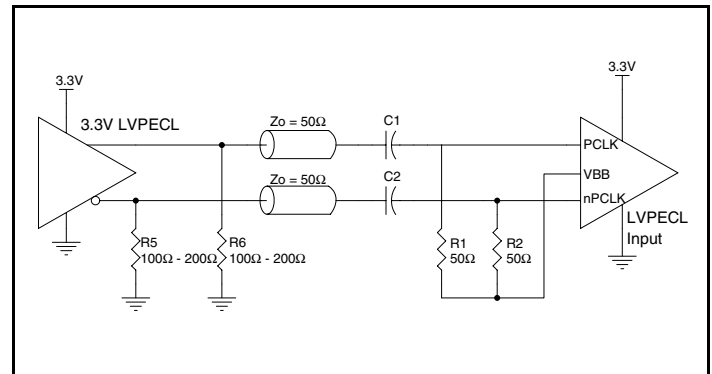 3.3V
3.3V
3.3V LVPECL
Zo = 50Ω
C1
PCLK
VBB
Zo = 50Ω
C2
nPCLK
LVPECL
Input
R5
100Ω - 200Ω
R6
100Ω - 200Ω
R1
50Ω
R2
50Ω